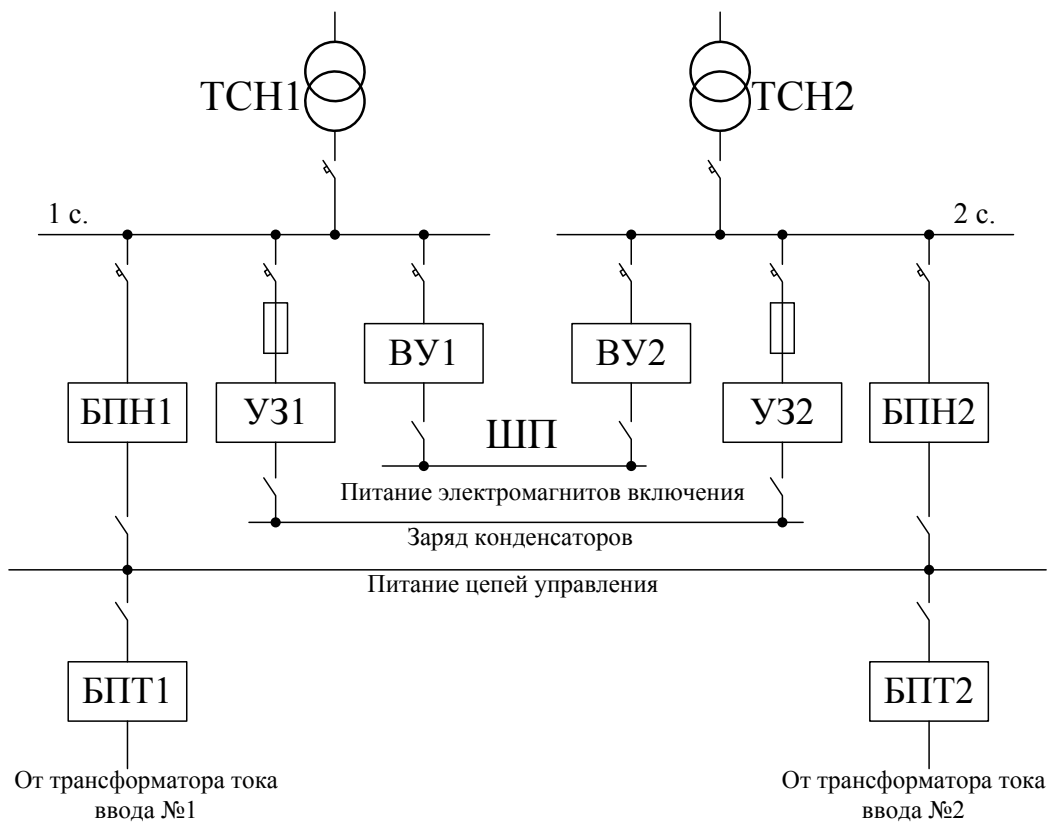 ТСН1
ТСН2
1 с.
2 с.
ВУ1
ВУ2
БПН1
УЗ1
УЗ2
БПН2
ШП
Питание электромагнитов включения
Заряд конденсаторов
Питание цепей управления
БПТ1
БПТ2
От трансформатора тока
ввода №1
От трансформатора тока
ввода №2